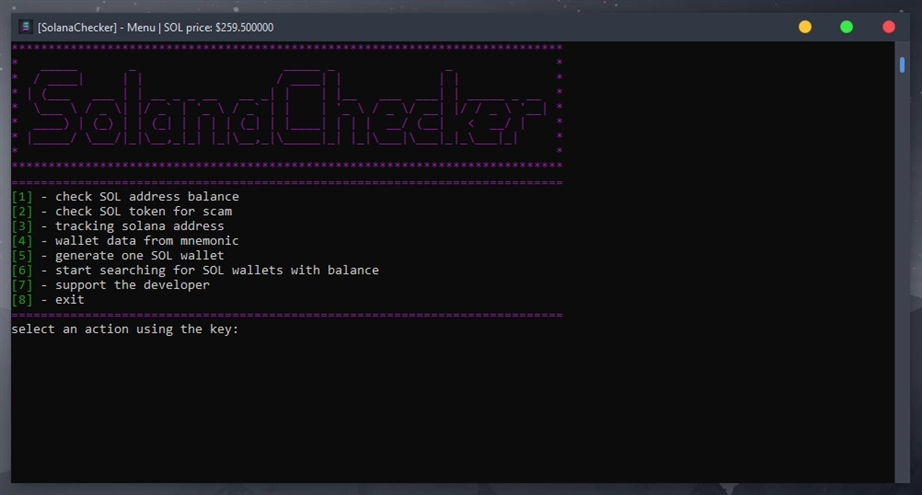 [SolanaChecker] - Menu | SOL price: $259.500000
SolanaChecker
[1] - check SOL address balance
[2] - check SOL token for scam
[3] - tracking solana address
[4] - wallet data from mnemonic
[5] - generate one SOL wallet
[6] - start searching for SOL wallets with balance
[7] - support the developer
[8] - exit
select an action using the key: